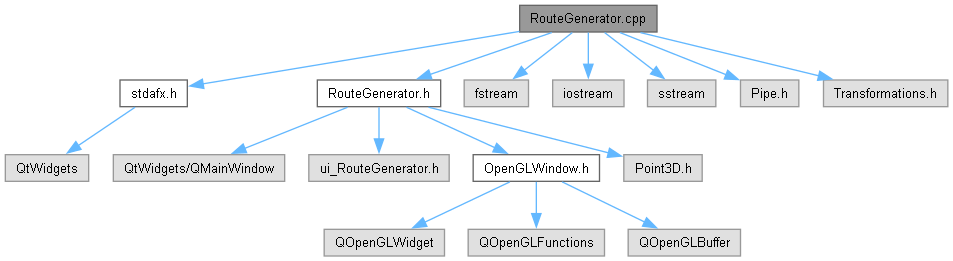 RouteGenerator.cpp
stdafx.h
RouteGenerator.h
fstream
iostream
sstream
Pipe.h
Transformations.h
QtWidgets
QtWidgets/QMainWindow
ui_RouteGenerator.h
OpenGLWindow.h
Point3D.h
QOpenGLWidget
QOpenGLFunctions
QOpenGLBuffer